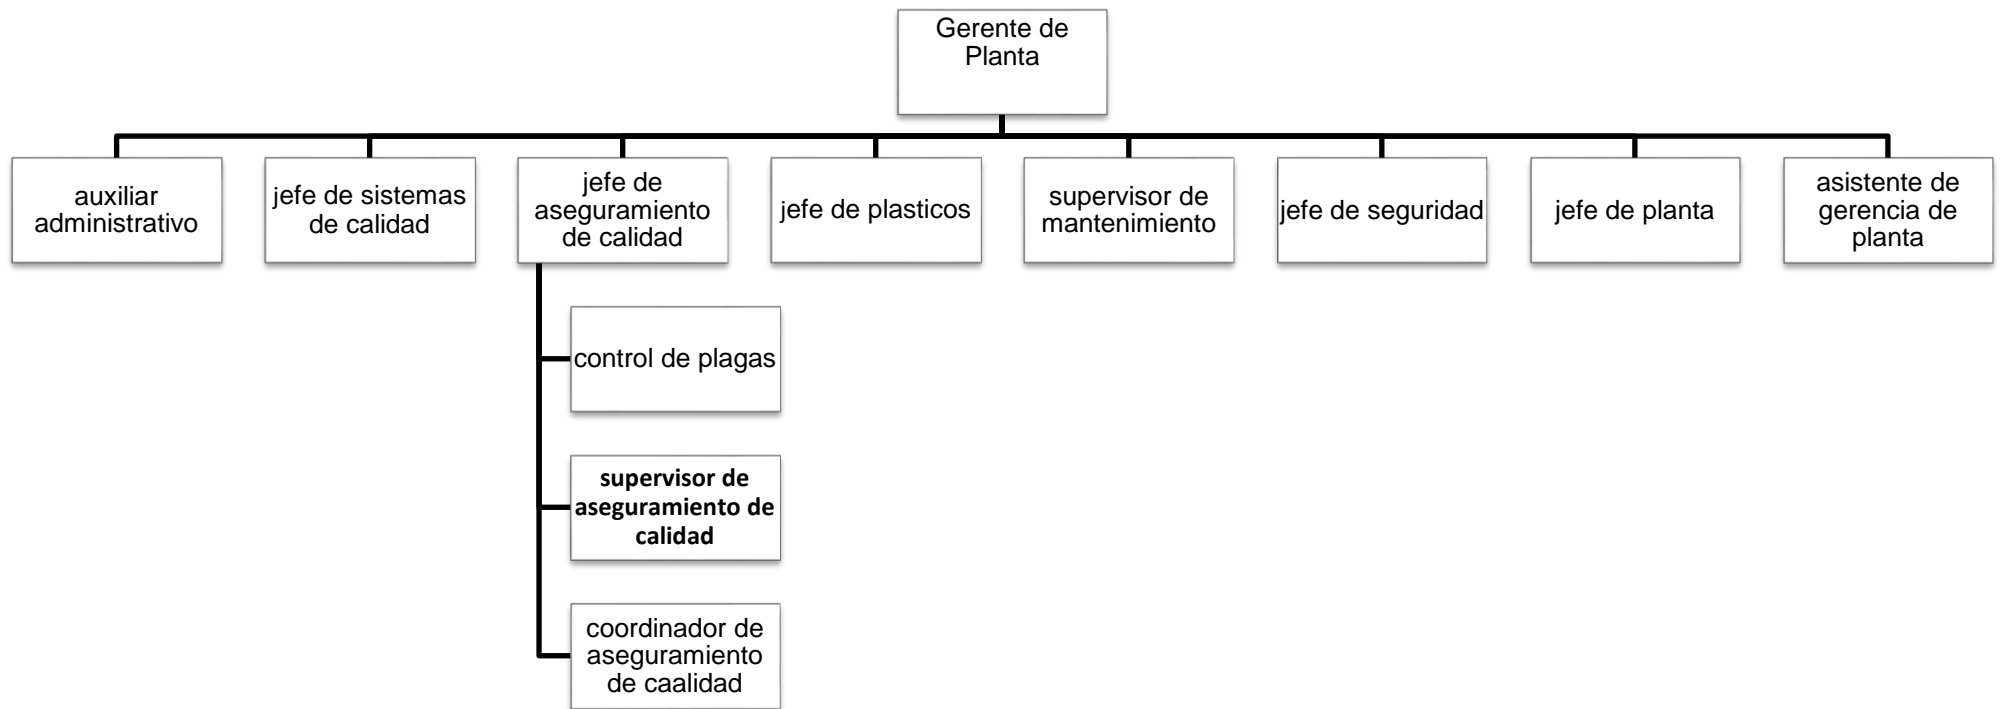 Gerente de
Planta
auxiliar
administrativo
jefe de sistemas
de calidad
jefe de
aseguramiento
de calidad
jefe de plasticos
supervisor de
mantenimiento
jefe de seguridad
jefe de planta
asistente de
gerencia de
planta
control de plagas
supervisor de
aseguramiento de
calidad
coordinador de
aseguramiento
de caalidad